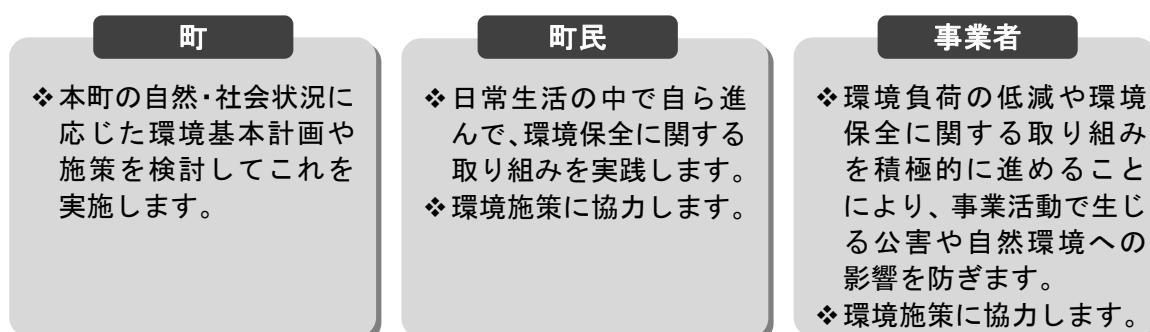 町
❖本町の自然・社会状況に
応じた環境基本計画や
施策を検討してこれを
実施します。
町民
❖日常生活の中で自ら進
んで、環境保全に関する
取り組みを実践します。
❖環境施策に協力します。
事業者
❖環境負荷の低減や環境
保全に関する取り組み
を積極的に進めること
により、事業活動で生じ
る公害や自然環境への
影響を防ぎます。
❖環境施策に協力します。